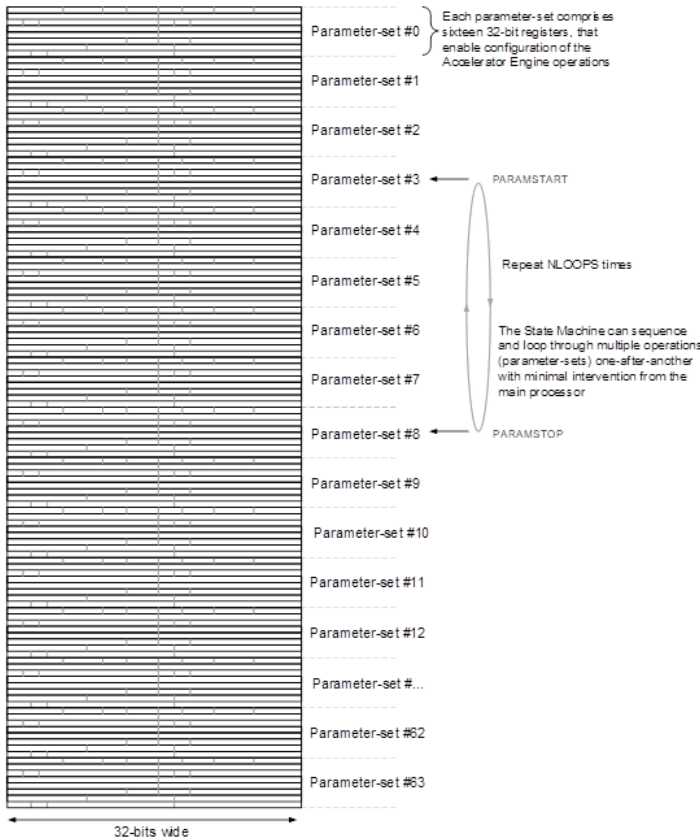 Parameter-set #0
Each parameter-set comprises
sixteen 32-bit registers, that
enable configuration of the
Accelerator Engine operations
Parameter-set #1
Parameter-set #2
Parameter-set #3
PARAMSTART
Parameter-set #4
Repeat NLOOPS times
Parameter-set #5
Parameter-set #6
The State Machine can sequence
and loop through multiple operations
(parameter-sets) one-after-another
with minimal intervention from the
main processor
Parameter-set #7
Parameter-set #8
PARAMSTOP
Parameter-set #9
Parameter-set #10
Parameter-set #11
Parameter-set #12
Parameter-set #...
Parameter-set #62
Parameter-set #63
32-bits wide